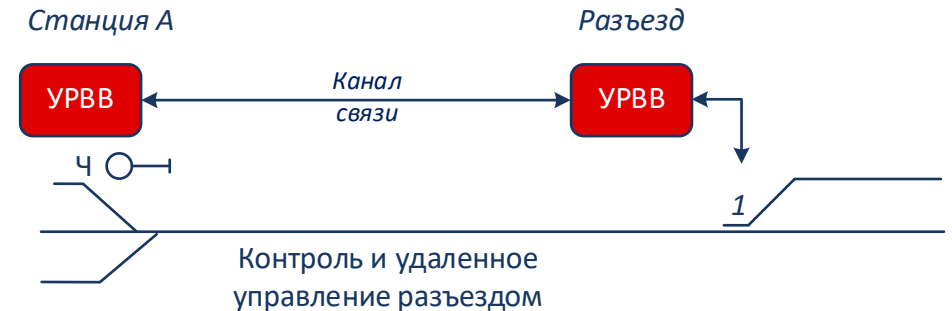 Станция А
Разъезд
УРВВ
Канал
связи
УРВВ
Ч
1
Контроль и удаленное
управление разъездом